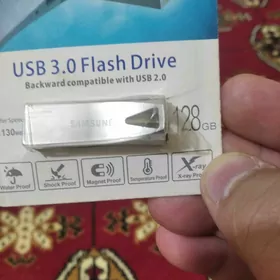 USB 3.0 Flash Drive
Backward compatible with USB 2.0
130
SAMSUNG
128GB
Water Proof
Shock Proof
Magnet Proof
Temperature Proof
X-ray
X-ray Proof